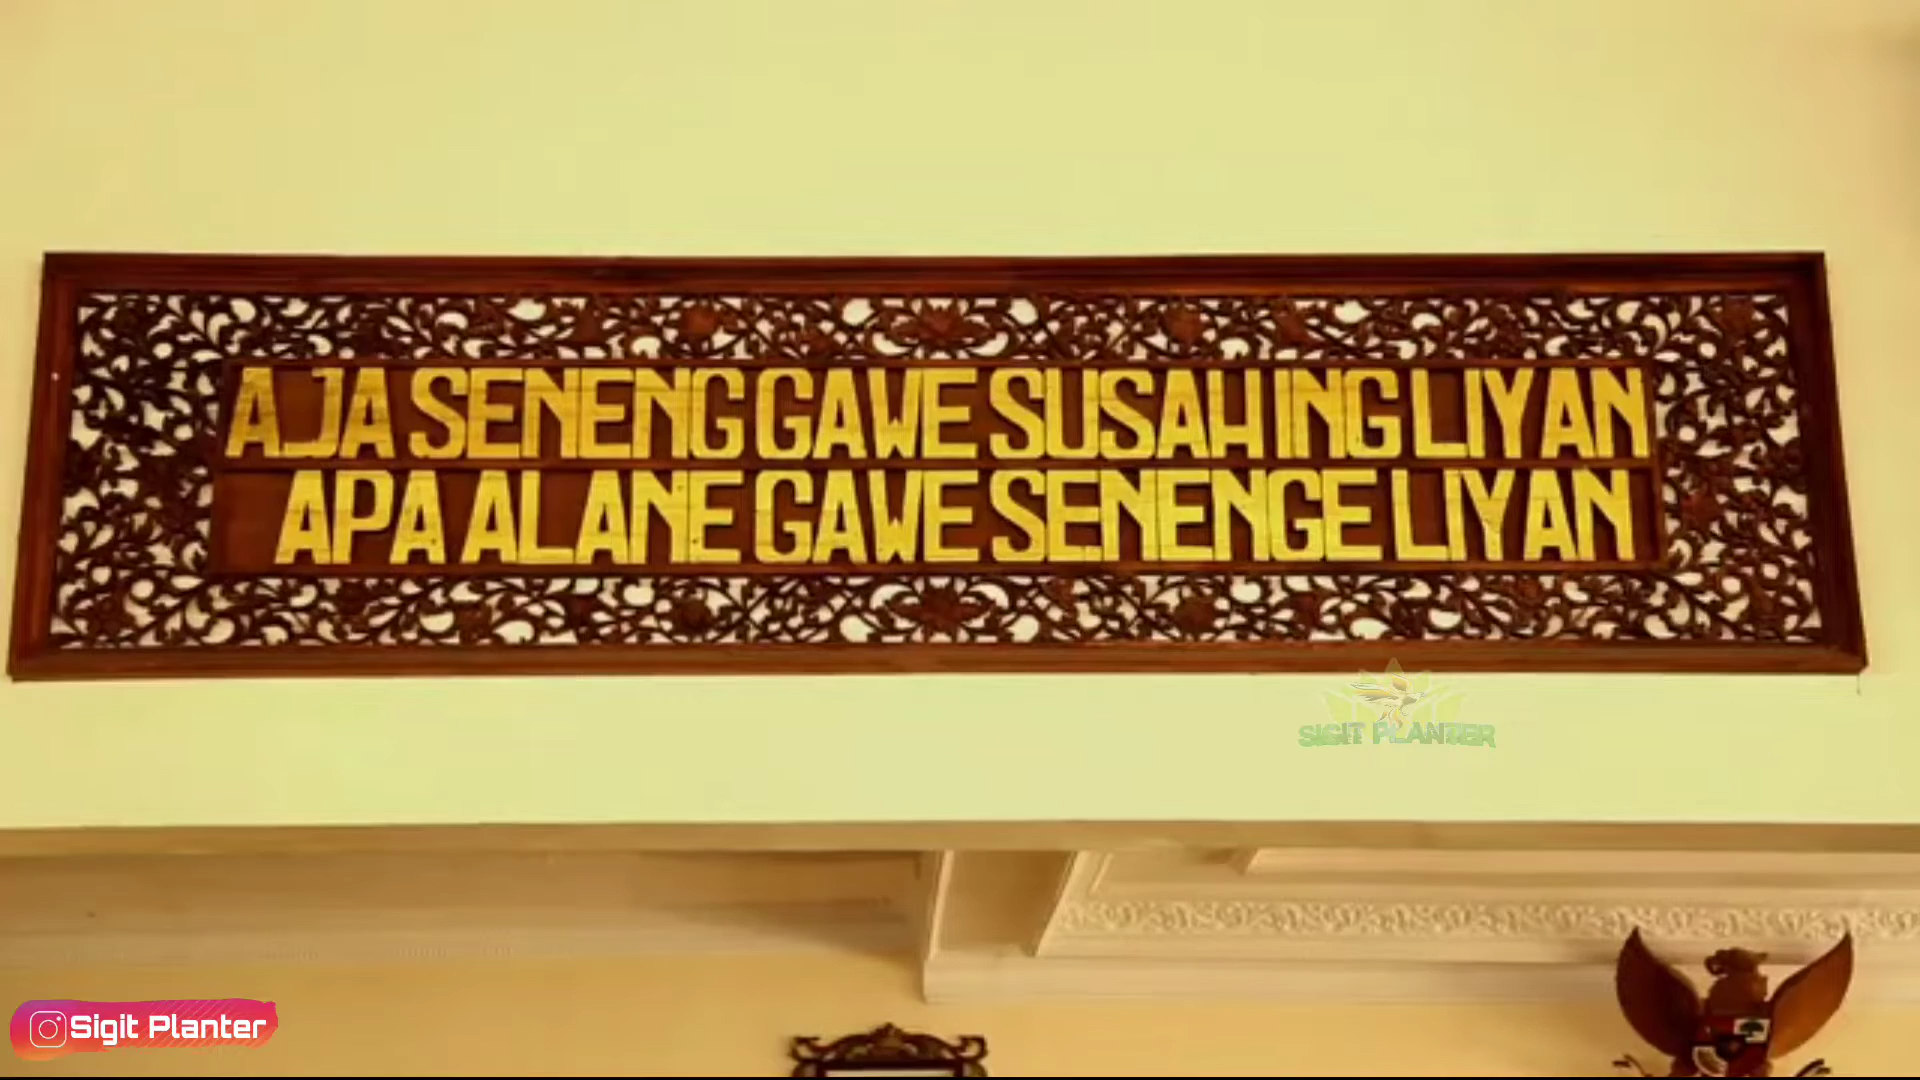 AJA SENENG GAWE SUSAH ING LIYAN
APA ALANE GAWE SENENGE LIYAN
SIGIT PLANTER
Sigit Planter